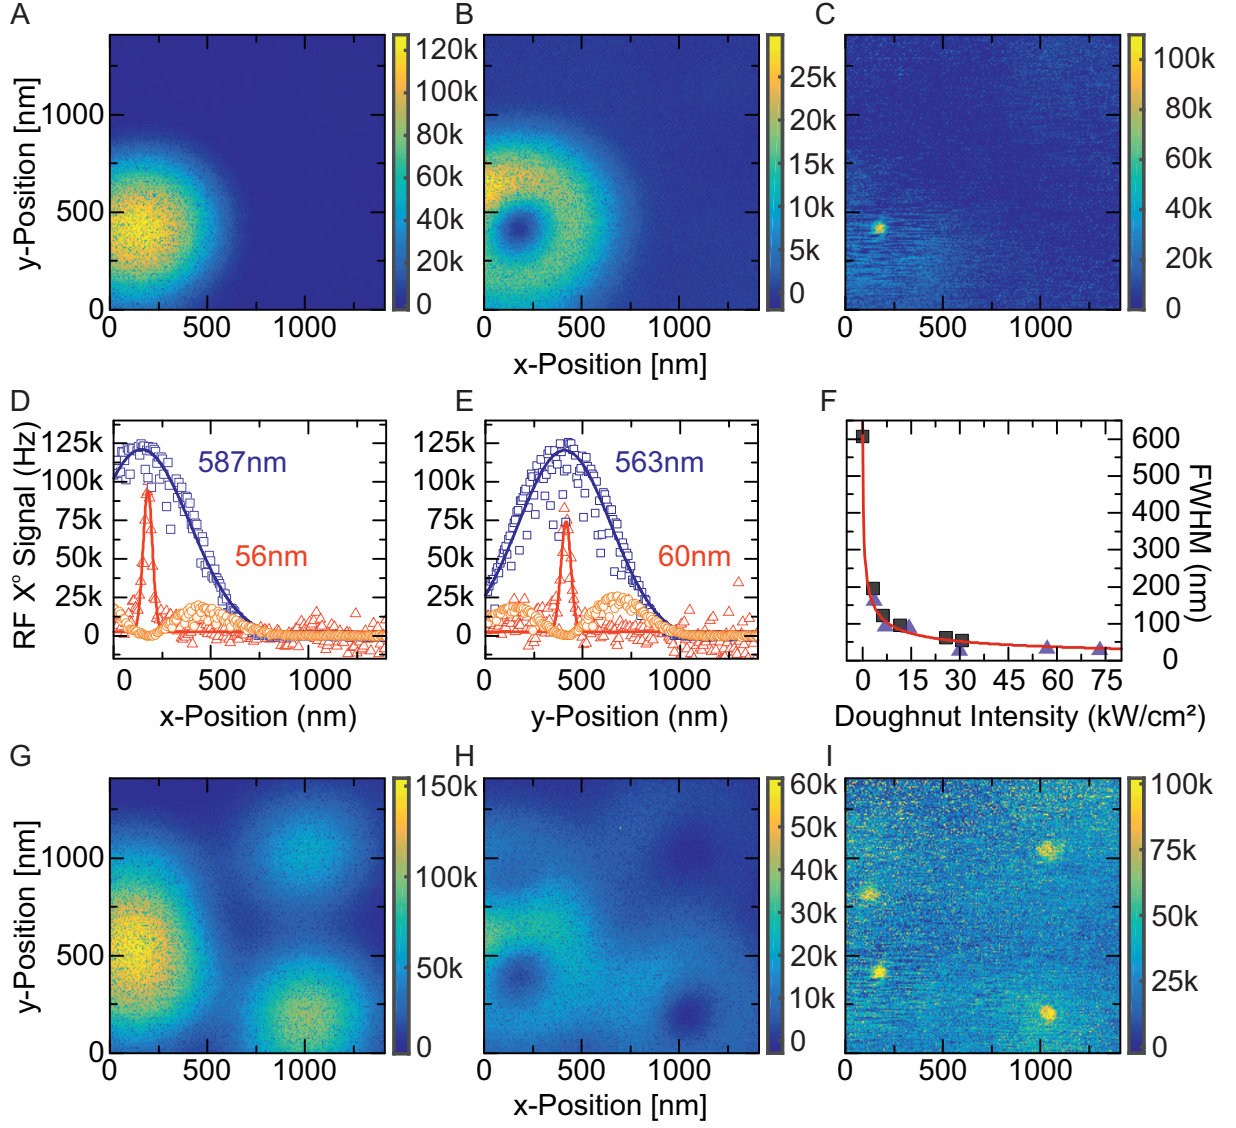 A
B
C
y-Position [nm]
1000
500
0
0 500 1000
120k
100k
80k
60k
40k
20k
0
0 500 1000
25k
20k
15k
10k
5k
0
0 500 1000
100k
80k
60k
40k
20k
0
x-Position [nm]
D
E
F
RF X⁰ Signal (Hz)
125k
100k
75k
50k
25k
0
587nm
56nm
0 500 1000
x-Position (nm)
125k
100k
75k
50k
25k
0
563nm
60nm
0 500 1000
y-Position (nm)
600
500
400
300
200
100
0
FWHM (nm)
0 15 30 45 60 75
Doughnut Intensity (kW/cm²)
G
H
I
y-Position [nm]
1000
500
0
0 500 1000
150k
100k
50k
0
0 500 1000
60k
50k
40k
30k
20k
10k
0
0 500 1000
100k
75k
50k
25k
0
x-Position [nm]